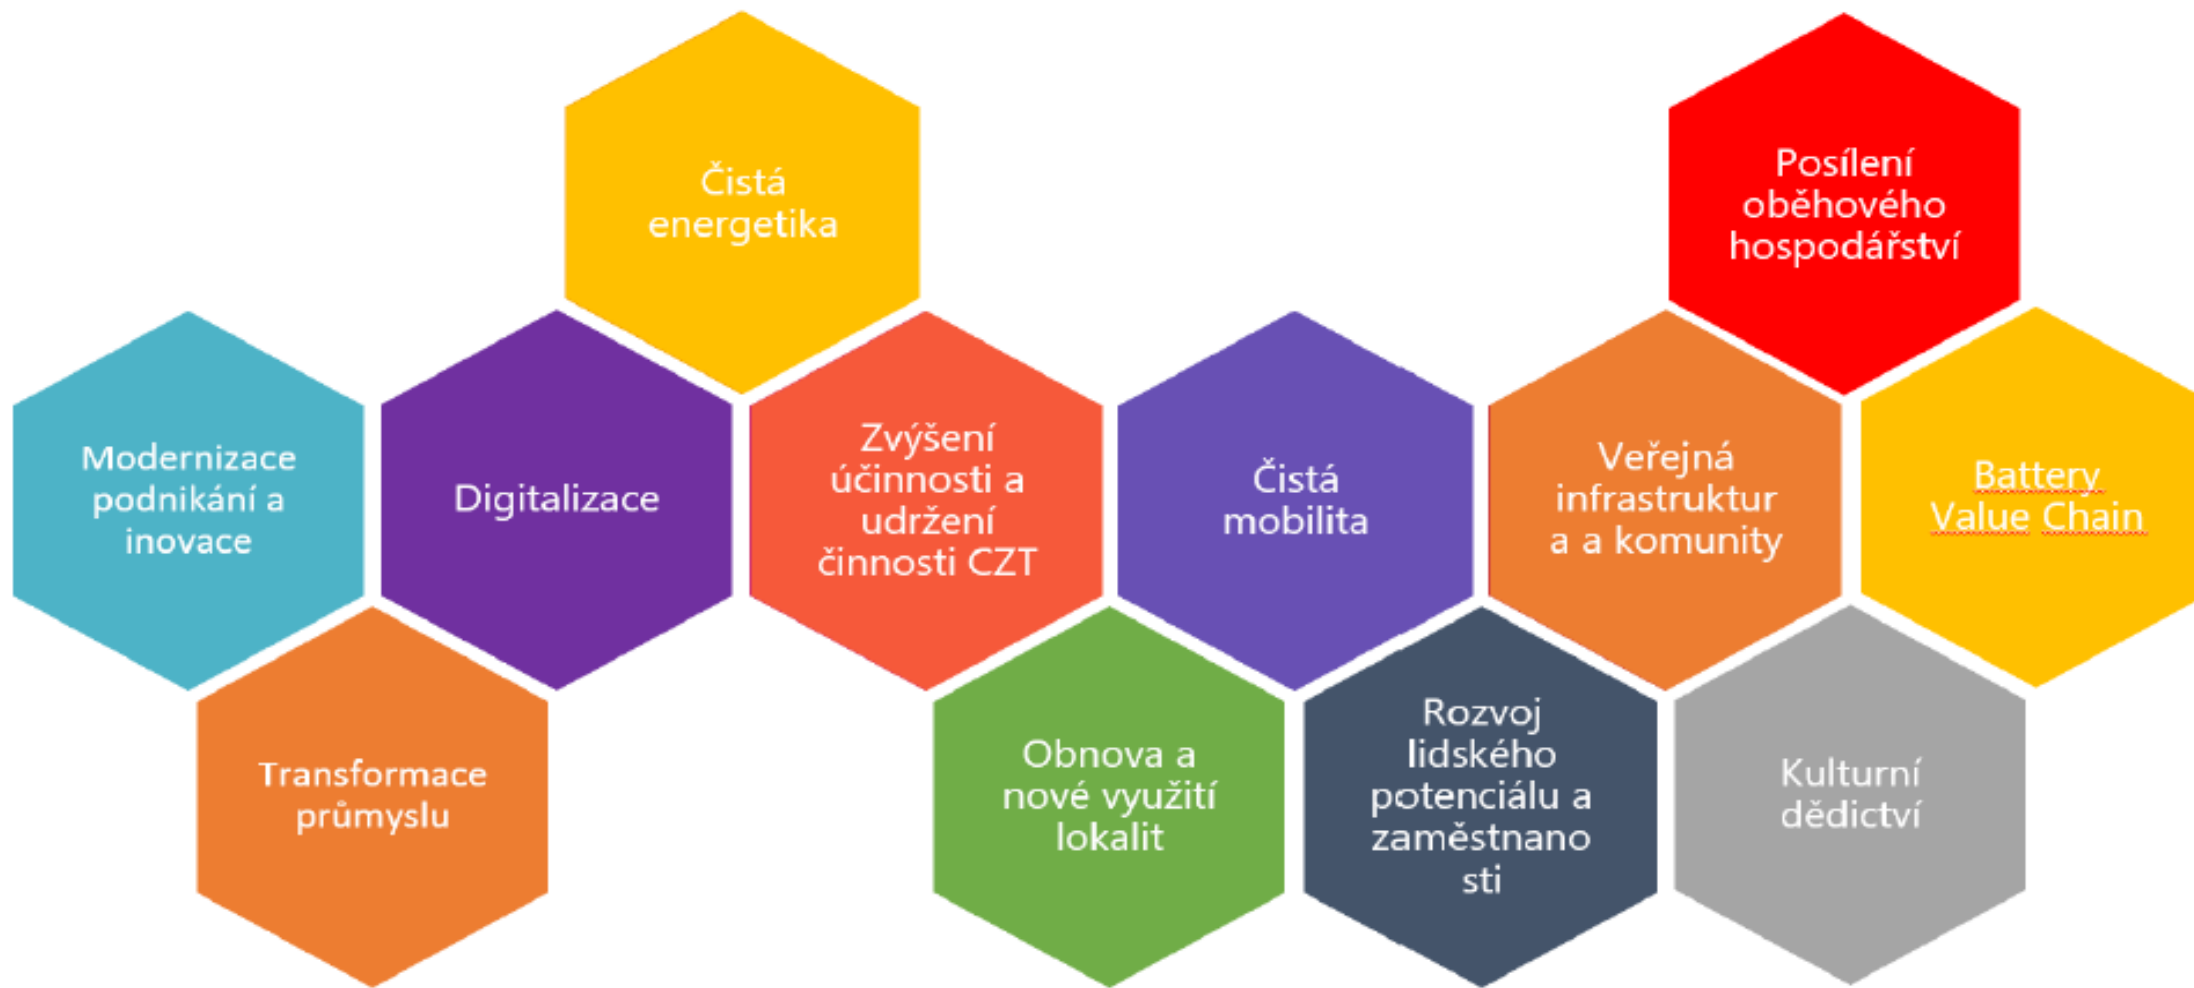 Čistá
energetika
Posílení
oběhového
hospodářství
Modernizace
podnikání a
inovace
Digitalizace
Zvýšení
účinnosti a
udržení
činnosti CZT
Čistá
mobilita
Veřejná
infrastruktur
a a komunity
Battery
Value Chain
Transformace
průmyslu
Obnova a
nové využití
lokalit
Rozvoj
lidského
potenciálu a
zaměstnano
sti
Kulturní
dědictví